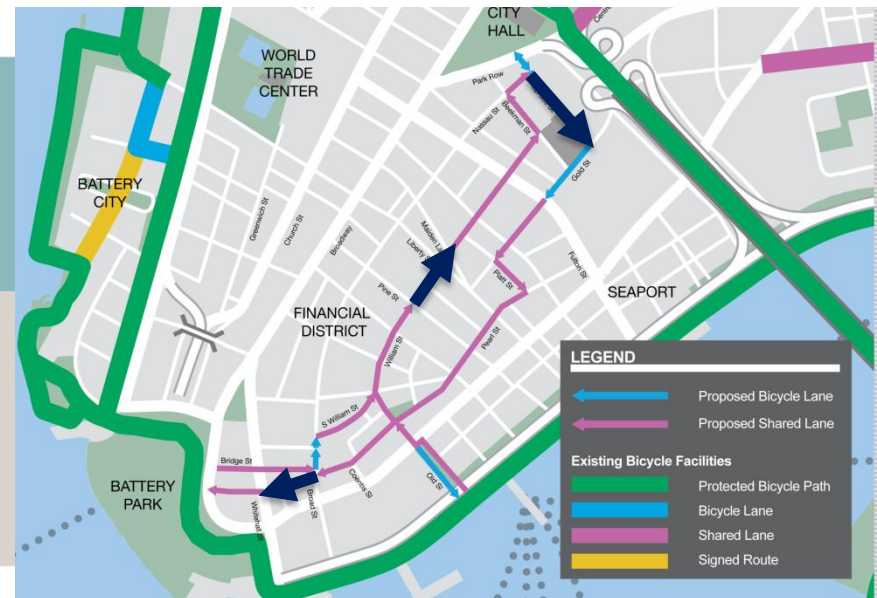 CITY
HALL
Centre
WORLD
TRADE
CENTER
Park Row
Nassau St
Beekman St
Gold St
BATTERY
CITY
Greenwich St
Church St
Broadway
Maiden Lane
Liberty
Pine St
Platt St
Fulton St
SEAPORT
FINANCIAL
DISTRICT
William St
Pearl St
S William St
Bridge St
BATTERY
PARK
Whitehall St
Broad St
Coenties St
Old Sl
LEGEND
Proposed Bicycle Lane
Proposed Shared Lane
Existing Bicycle Facilities
Protected Bicycle Path
Bicycle Lane
Shared Lane
Signed Route